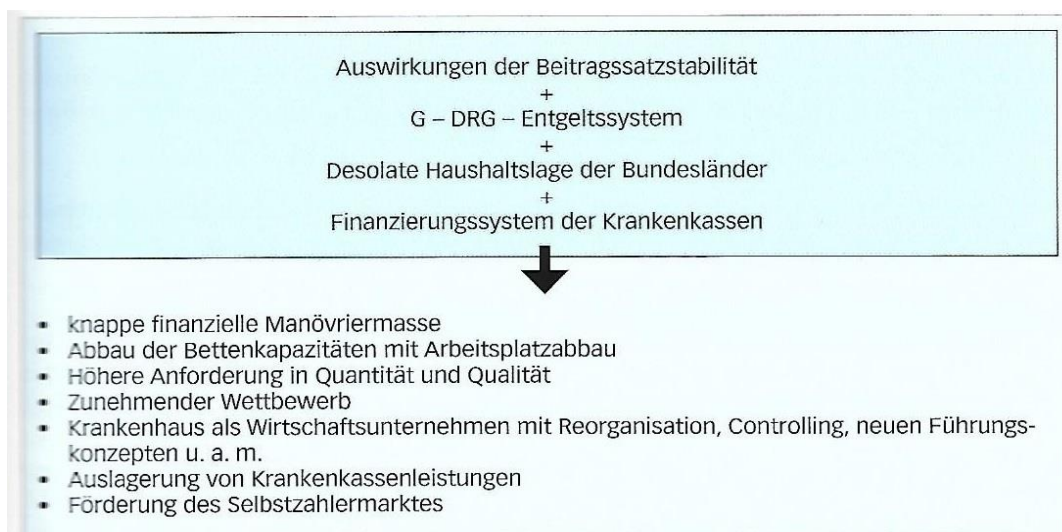 Auswirkungen der Beitragssatzstabilität
+
G – DRG – Entgeltssystem
+
Desolate Haushaltslage der Bundesländer
+
Finanzierungssystem der Krankenkassen
• knappe finanzielle Manövriermasse
• Abbau der Bettenkapazitäten mit Arbeitsplatzabbau
• Höhere Anforderung in Quantität und Qualität
• Zunehmender Wettbewerb
• Krankenhaus als Wirtschaftsunternehmen mit Reorganisation, Controlling, neuen Führungs-
konzepten u. a. m.
• Auslagerung von Krankenkassenleistungen
• Förderung des Selbstzahlermarktes